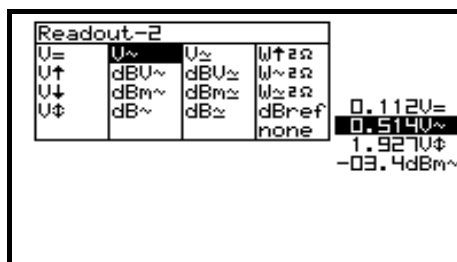 Readout-2
V= V~ V≃ W↑2Ω
V↑ dBV~ dBV≃ W~2Ω
V↓ dBm~ dBm≃ W≃2Ω
V⇕ dB~ dB≃ dBref
none
0.112V=
0.514V~
1.927V⇕
-03.4dBm~